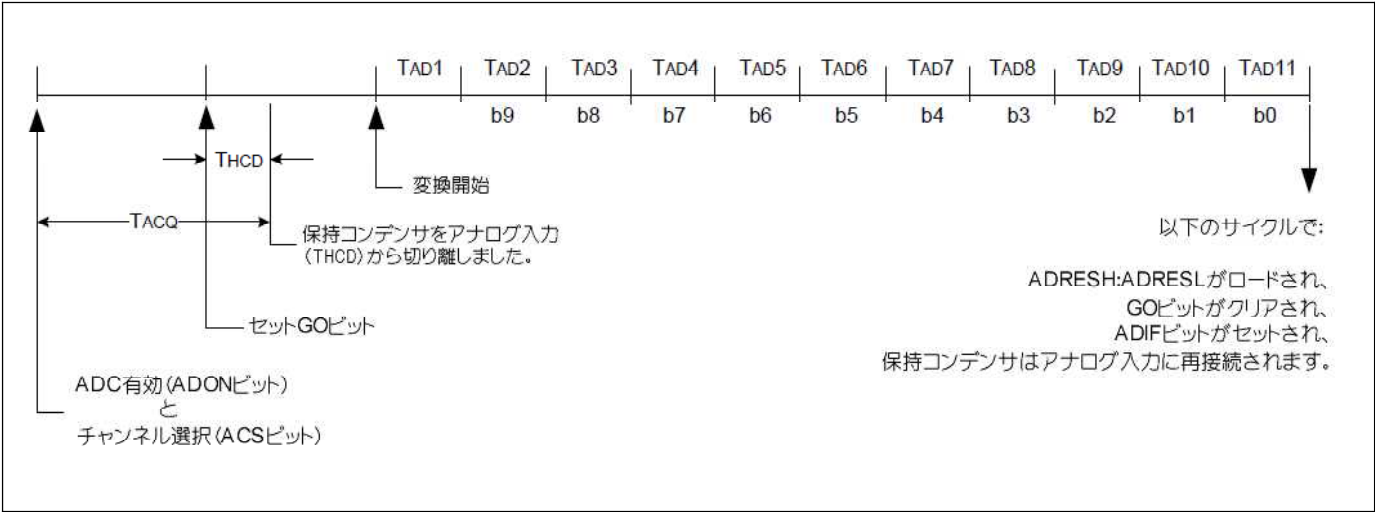 TAD1 TAD2 TAD3 TAD4 TAD5 TAD6 TAD7 TAD8 TAD9 TAD10 TAD11
b9 b8 b7 b6 b5 b4 b3 b2 b1 b0
THCD
変換開始
TACQ
保持コンデンサをアナログ入力
(THCD)から切り離しました。
セットGOビット
ADC有効(ADONビット)
と
チャンネル選択(ACSビット)
以下のサイクルで:
ADRESH:ADRESLがロードされ、
GOビットがクリアされ、
ADIFビットがセットされ、
保持コンデンサはアナログ入力に再接続されます。